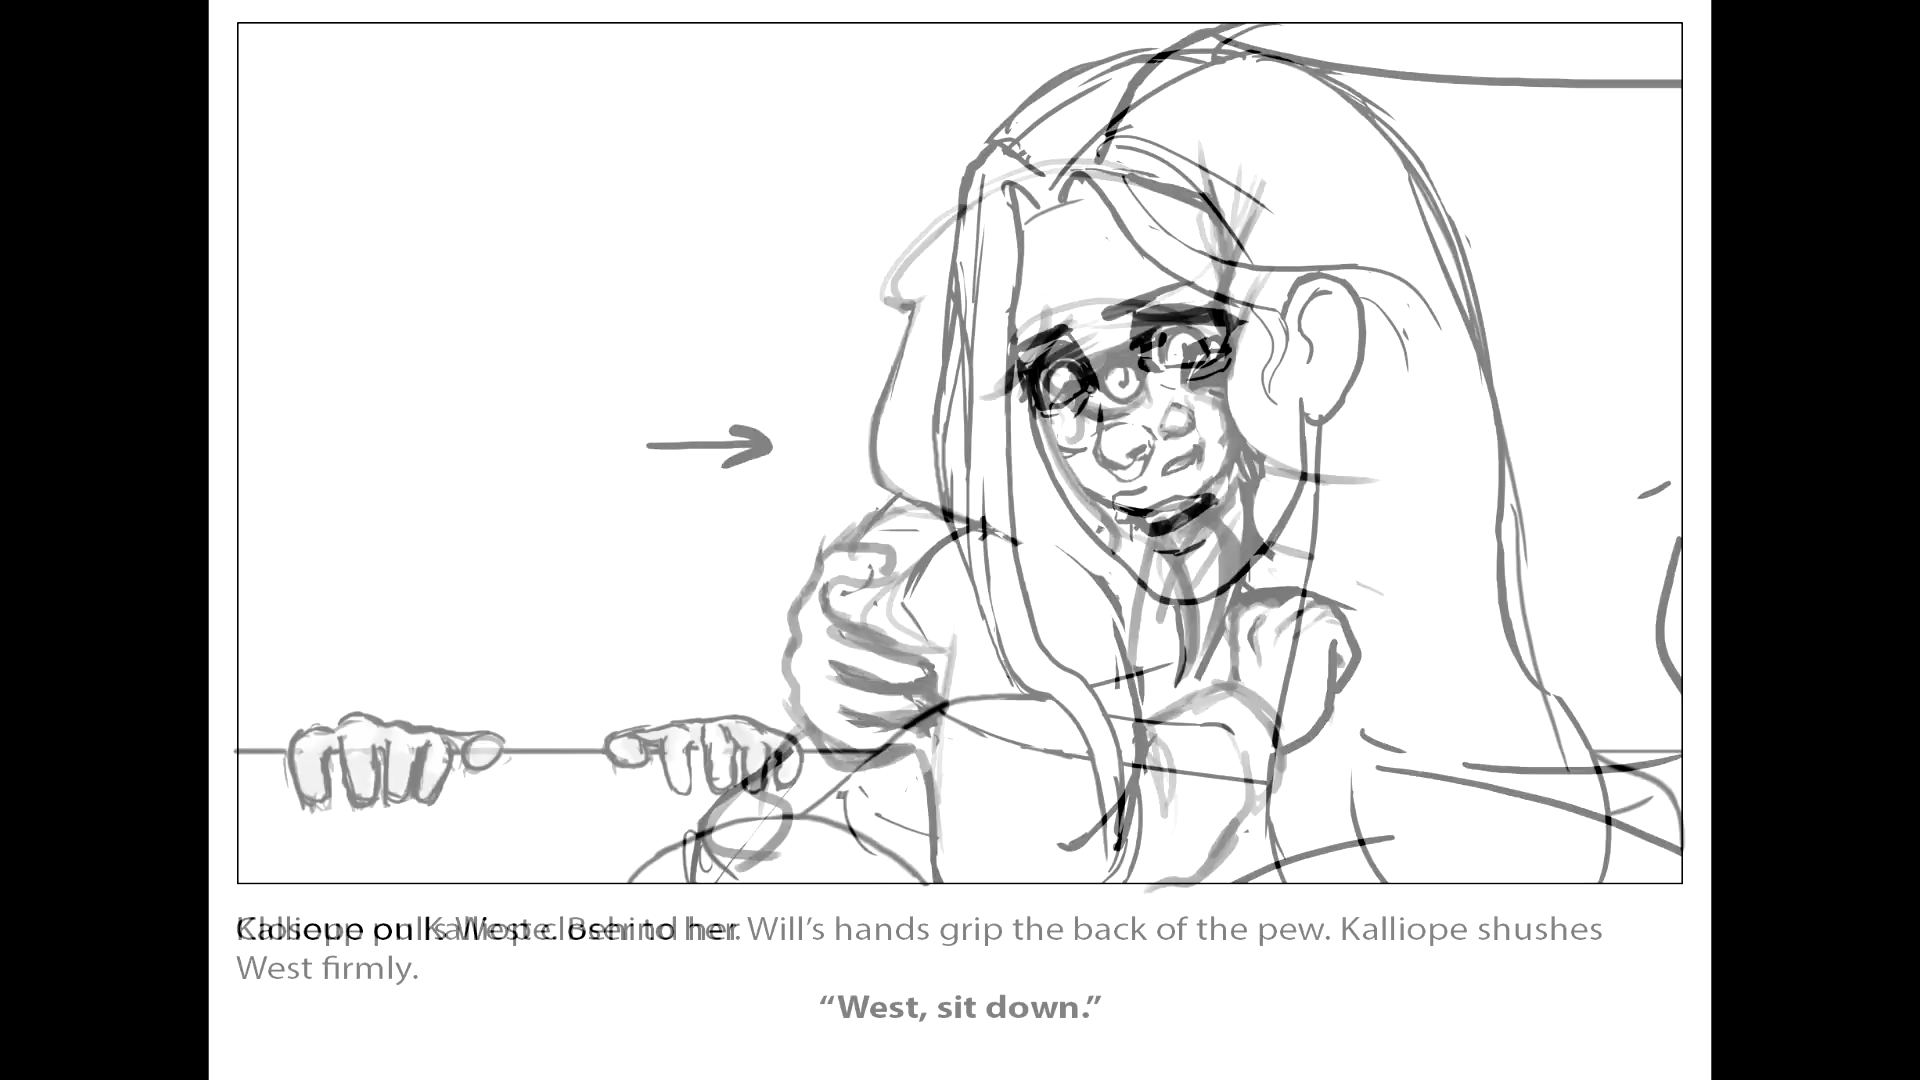 Will’s hands grip the back of the pew. Kalliope shushes
West firmly.
“West, sit down.”